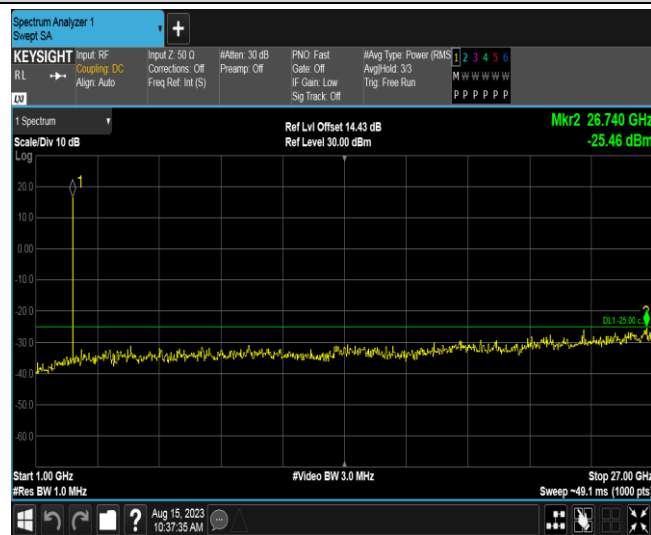 Spectrum Analyzer 1
Swept SA
+
KEYSIGHT
RL
Input: RF
Coupling: DC
Align: Auto
Input Z: 50 Ω
Corrections: Off
Freq Ref: Int (S)
#Atten: 30 dB
Preamp: Off
PNO: Fast
Gate: Off
IF Gain: Low
Sig Track: Off
#Avg Type: Power (RMS
Avg|Hold: 3/3
Trig: Free Run
1 2 3 4 5 6
M W W W W W
P P P P P P
1 Spectrum
Scale/Div 10 dB
Ref Lvl Offset 14.43 dB
Ref Level 30.00 dBm
Mkr2 26.740 GHz
-25.46 dBm
Log
1
20.0
10.0
0.00
-10.0
-20.0
2
DL1 -25.00 c
-30.0
-40.0
-50.0
-60.0
Start 1.00 GHz
#Video BW 3.0 MHz
Stop 27.00 GHz
#Res BW 1.0 MHz
Sweep ~49.1 ms (1000 pts)
?
Aug 15, 2023
10:37:35 AM